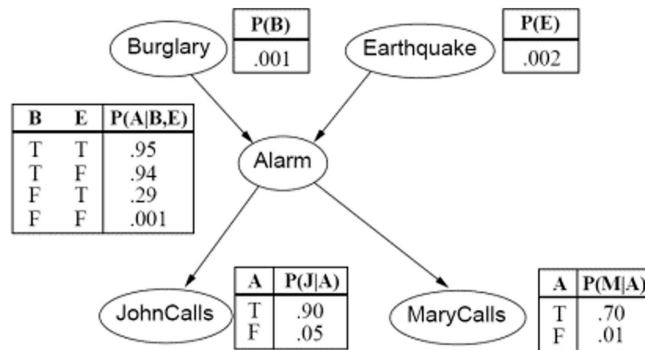 Burglary
P(B)
.001
Earthquake
P(E)
.002
B E P(A|B,E)
T T .95
T F .94
F T .29
F F .001
Alarm
JohnCalls
A P(J|A)
T .90
F .05
MaryCalls
A P(M|A)
T .70
F .01